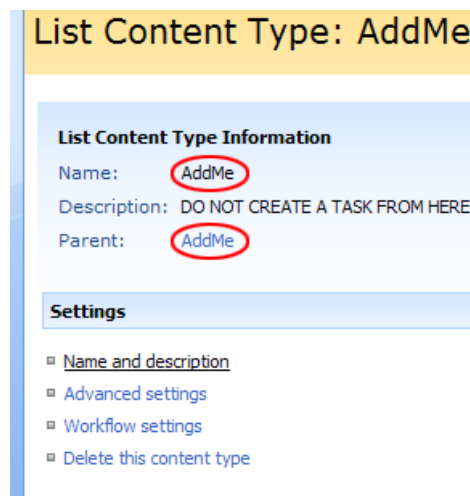 List Content Type: AddMe
List Content Type Information
Name: AddMe
Description: DO NOT CREATE A TASK FROM HERE
Parent: AddMe
Settings
Name and description
Advanced settings
Workflow settings
Delete this content type